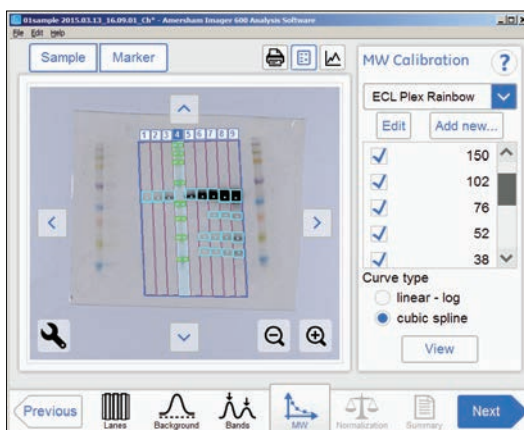 01sample 2015.03.13_16.09.01_Ch* - Amersham Imager 600 Analysis Software
File Edit Help
Sample
Marker
MW Calibration
?
ECL Plex Rainbow
Edit
Add new...
150
102
76
52
38
Curve type
linear - log
cubic spline
View
1 2 3 4 5 6 7 8 9
Previous
Lanes
Background
Bands
MW
Normalization
Summary
Next